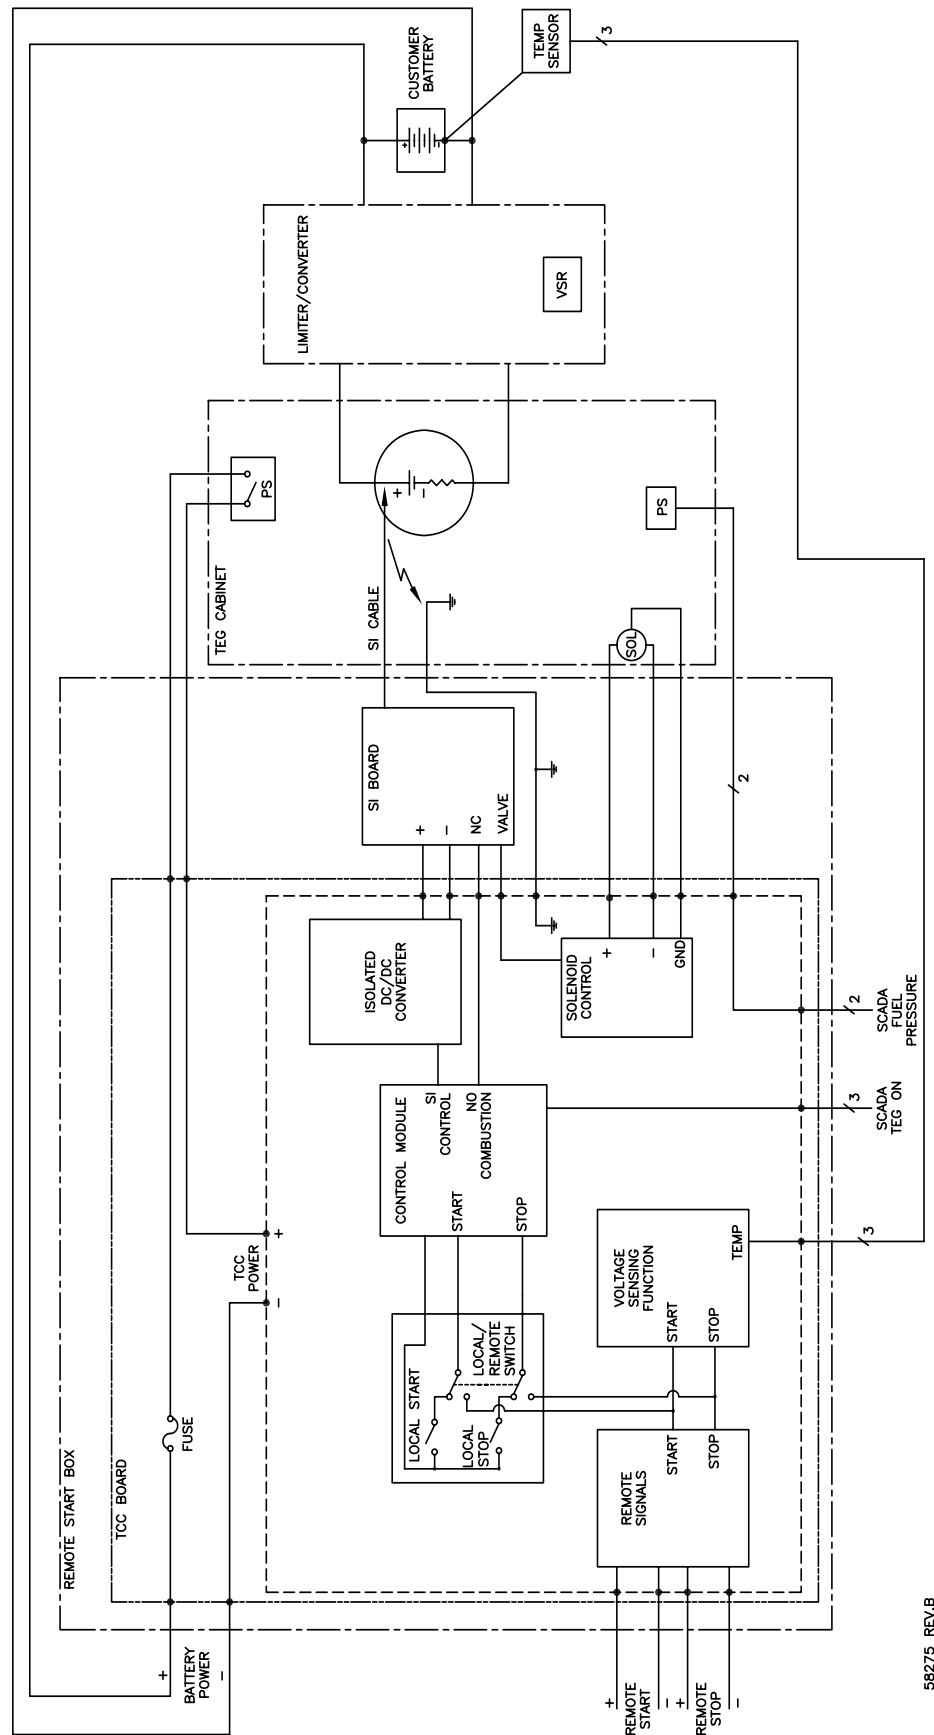 REMOTE START BOX
TCC BOARD
BATTERY
POWER
+
−
FUSE
TCC
POWER
−
+
TEG CABINET
PS
PS
LIMITER/CONVERTER
VSR
CUSTOMER
BATTERY
+
−
TEMP
SENSOR
3
SI CABLE
+
−
SOL
SI BOARD
+
−
NC
VALVE
2
ISOLATED
DC/DC
CONVERTER
SOLENOID
CONTROL
+
−
GND
CONTROL MODULE
SI
CONTROL
NO
COMBUSTION
START
STOP
LOCAL START
LOCAL
STOP
LOCAL/
REMOTE
SWITCH
VOLTAGE
SENSING
FUNCTION
START
STOP
TEMP
REMOTE
SIGNALS
START
STOP
+
REMOTE
START
−
+
REMOTE
STOP
−
3
3
SCADA
TEG ON
2
SCADA
FUEL
PRESSURE
58275 REV.B